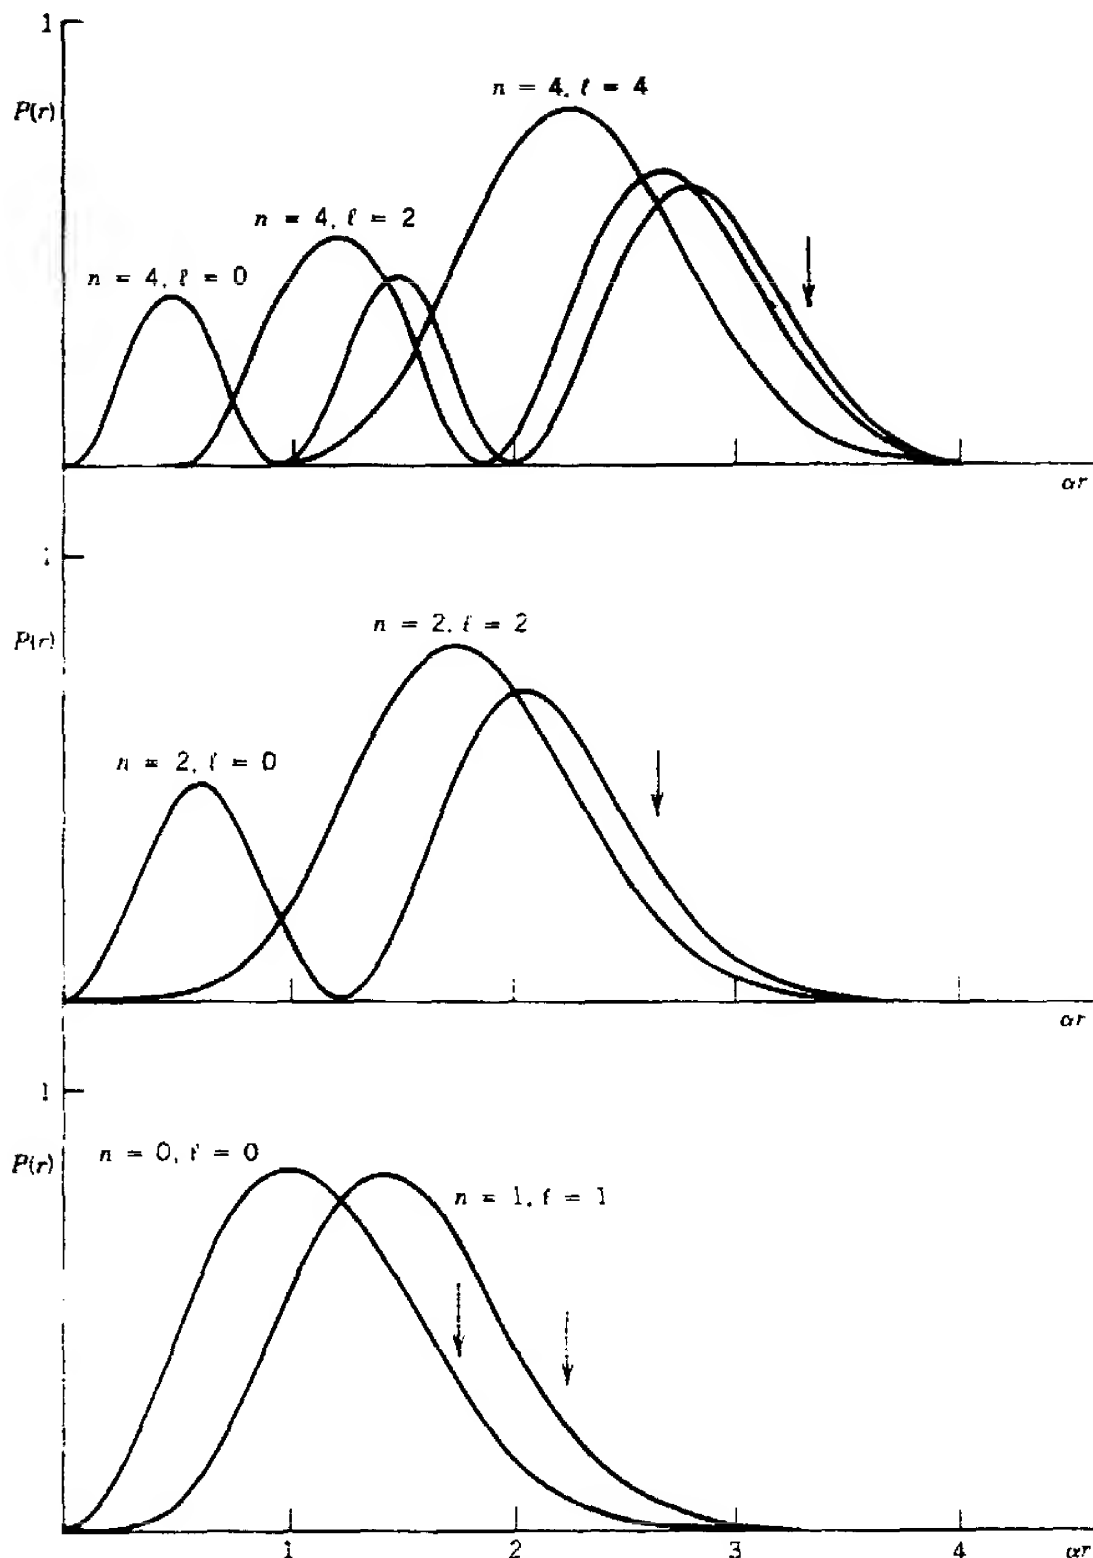 1
n = 4, ℓ = 4
P(r)
n = 4, ℓ = 2
n = 4, ℓ = 0
αr
1
n = 2, ℓ = 2
P(r)
n = 2, ℓ = 0
αr
1
n = 0, ℓ = 0
P(r)
n = 1, ℓ = 1
1
2
3
4
αr